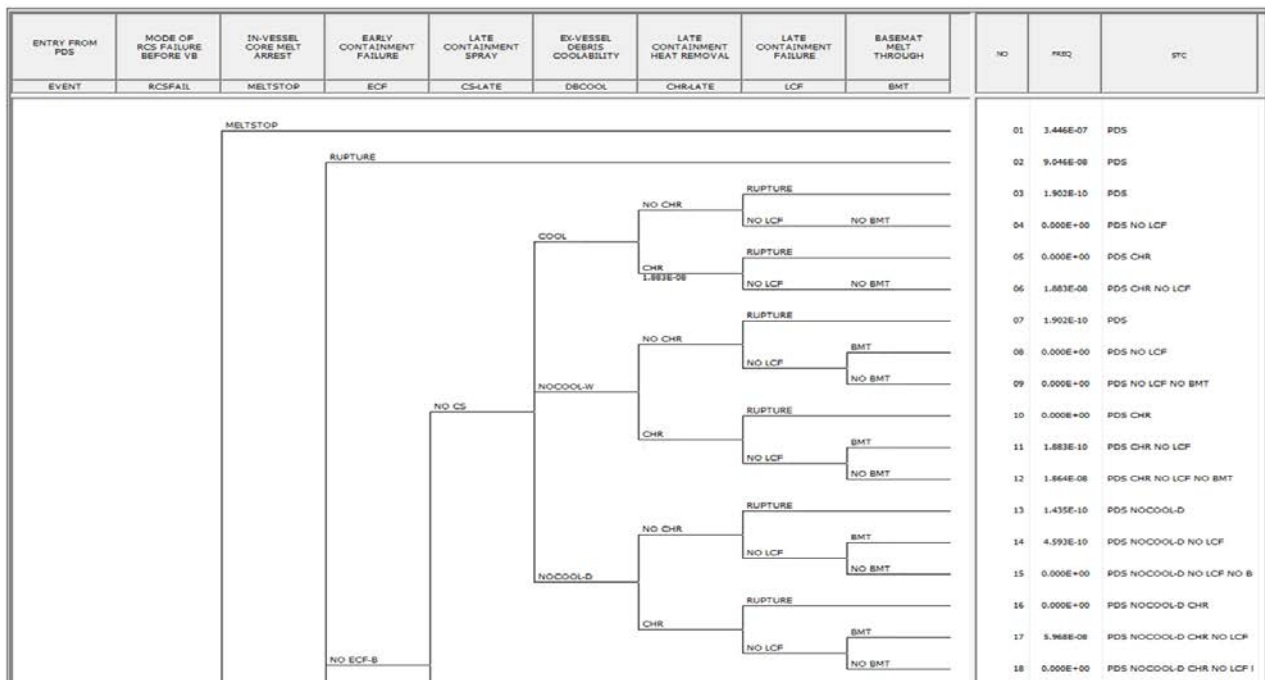 ENTRY FROM
PDS
MODE OF
RCS FAILURE
BEFORE VB
IN-VESSEL
CORE MELT
ARREST
EARLY
CONTAINMENT
FAILURE
LATE
CONTAINMENT
SPRAY
EX-VESSEL
DEBRIS
COOLABILITY
LATE
CONTAINMENT
HEAT REMOVAL
LATE
CONTAINMENT
FAILURE
BASEMAT
MELT
THROUGH
NO
FREQ
STC
EVENT
RCSFAIL
MELTSTOP
ECF
CS-LATE
DBCOOL
CHR-LATE
LCF
BMT
MELTSTOP
01 3.446E-07 PDS
RUPTURE
02 9.046E-08 PDS
RUPTURE
03 1.902E-10 PDS
NO CHR
NO LCF NO BMT
04 0.000E+00 PDS NO LCF
COOL
RUPTURE
05 0.000E+00 PDS CHR
CHR
1.883E-08
NO LCF NO BMT
06 1.883E-08 PDS CHR NO LCF
RUPTURE
07 1.902E-10 PDS
NO CHR
BMT
08 0.000E+00 PDS NO LCF
NO LCF
NO BMT
09 0.000E+00 PDS NO LCF NO BMT
NOCOOL-W
NO CS
RUPTURE
10 0.000E+00 PDS CHR
CHR
BMT
11 1.883E-10 PDS CHR NO LCF
NO LCF
NO BMT
12 1.864E-08 PDS CHR NO LCF NO BMT
RUPTURE
13 1.435E-10 PDS NOCOOL-D
NO CHR
BMT
14 4.593E-10 PDS NOCOOL-D NO LCF
NO LCF
NO BMT
15 0.000E+00 PDS NOCOOL-D NO LCF NO B
NOCOOL-D
RUPTURE
16 0.000E+00 PDS NOCOOL-D CHR
CHR
BMT
17 5.968E-08 PDS NOCOOL-D CHR NO LCF
NO LCF
NO ECF-B
NO BMT
18 0.000E+00 PDS NOCOOL-D CHR NO LCF